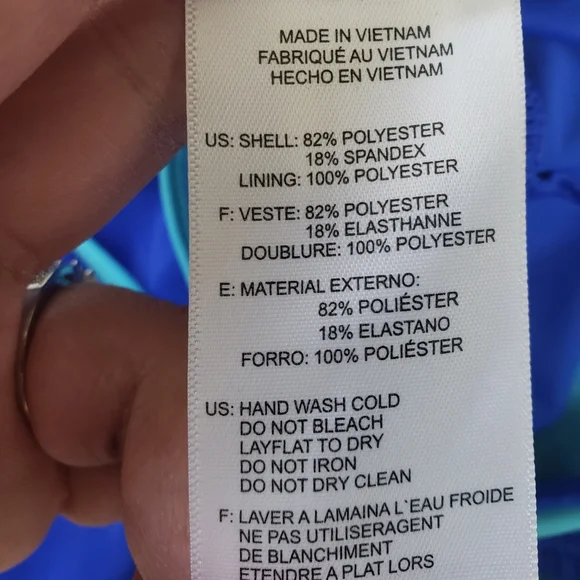 MADE IN VIETNAM
FABRIQUÉ AU VIETNAM
HECHO EN VIETNAM
US: SHELL: 82% POLYESTER
18% SPANDEX
LINING: 100% POLYESTER
F: VESTE: 82% POLYESTER
18% ELASTHANNE
DOUBLURE: 100% POLYESTER
E: MATERIAL EXTERNO:
82% POLIÉSTER
18% ELASTANO
FORRO: 100% POLIÉSTER
US: HAND WASH COLD
DO NOT BLEACH
LAYFLAT TO DRY
DO NOT IRON
DO NOT DRY CLEAN
F: LAVER A LAMAINA L`EAU FROIDE
NE PAS UTILISERAGENT
DE BLANCHIMENT
ETENDRE A PLAT LORS